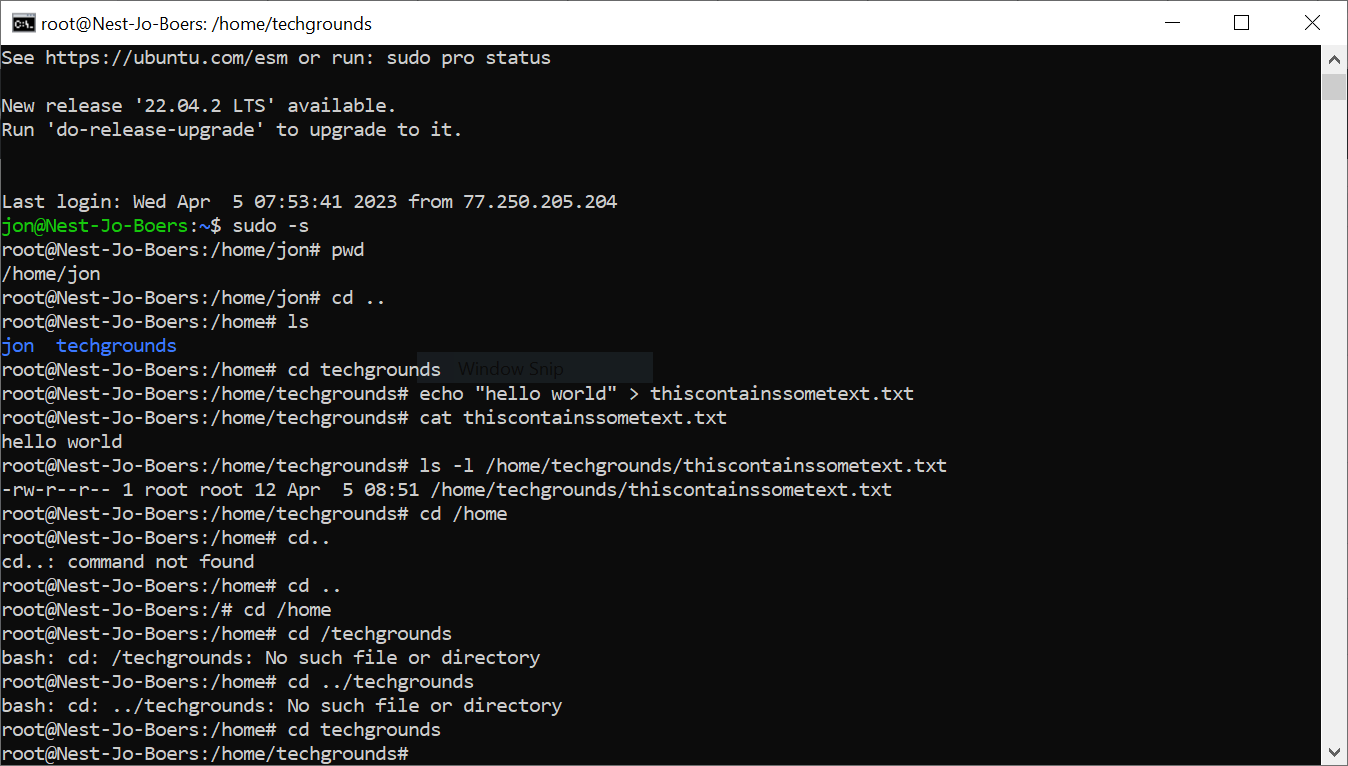 root@Nest-Jo-Boers: /home/techgrounds
See https://ubuntu.com/esm or run: sudo pro status
New release '22.04.2 LTS' available.
Run 'do-release-upgrade' to upgrade to it.
Last login: Wed Apr  5 07:53:41 2023 from 77.250.205.204
jon@Nest-Jo-Boers:~$ sudo -s
root@Nest-Jo-Boers:/home/jon# pwd
/home/jon
root@Nest-Jo-Boers:/home/jon# cd ..
root@Nest-Jo-Boers:/home# ls
jon  techgrounds
root@Nest-Jo-Boers:/home# cd techgrounds
Window Snip
root@Nest-Jo-Boers:/home/techgrounds# echo "hello world" > thiscontainssometext.txt
root@Nest-Jo-Boers:/home/techgrounds# cat thiscontainssometext.txt
hello world
root@Nest-Jo-Boers:/home/techgrounds# ls -l /home/techgrounds/thiscontainssometext.txt
-rw-r--r-- 1 root root 12 Apr  5 08:51 /home/techgrounds/thiscontainssometext.txt
root@Nest-Jo-Boers:/home/techgrounds# cd /home
root@Nest-Jo-Boers:/home# cd..
cd..: command not found
root@Nest-Jo-Boers:/home# cd ..
root@Nest-Jo-Boers:/# cd /home
root@Nest-Jo-Boers:/home# cd /techgrounds
bash: cd: /techgrounds: No such file or directory
root@Nest-Jo-Boers:/home# cd ../techgrounds
bash: cd: ../techgrounds: No such file or directory
root@Nest-Jo-Boers:/home# cd techgrounds
root@Nest-Jo-Boers:/home/techgrounds#